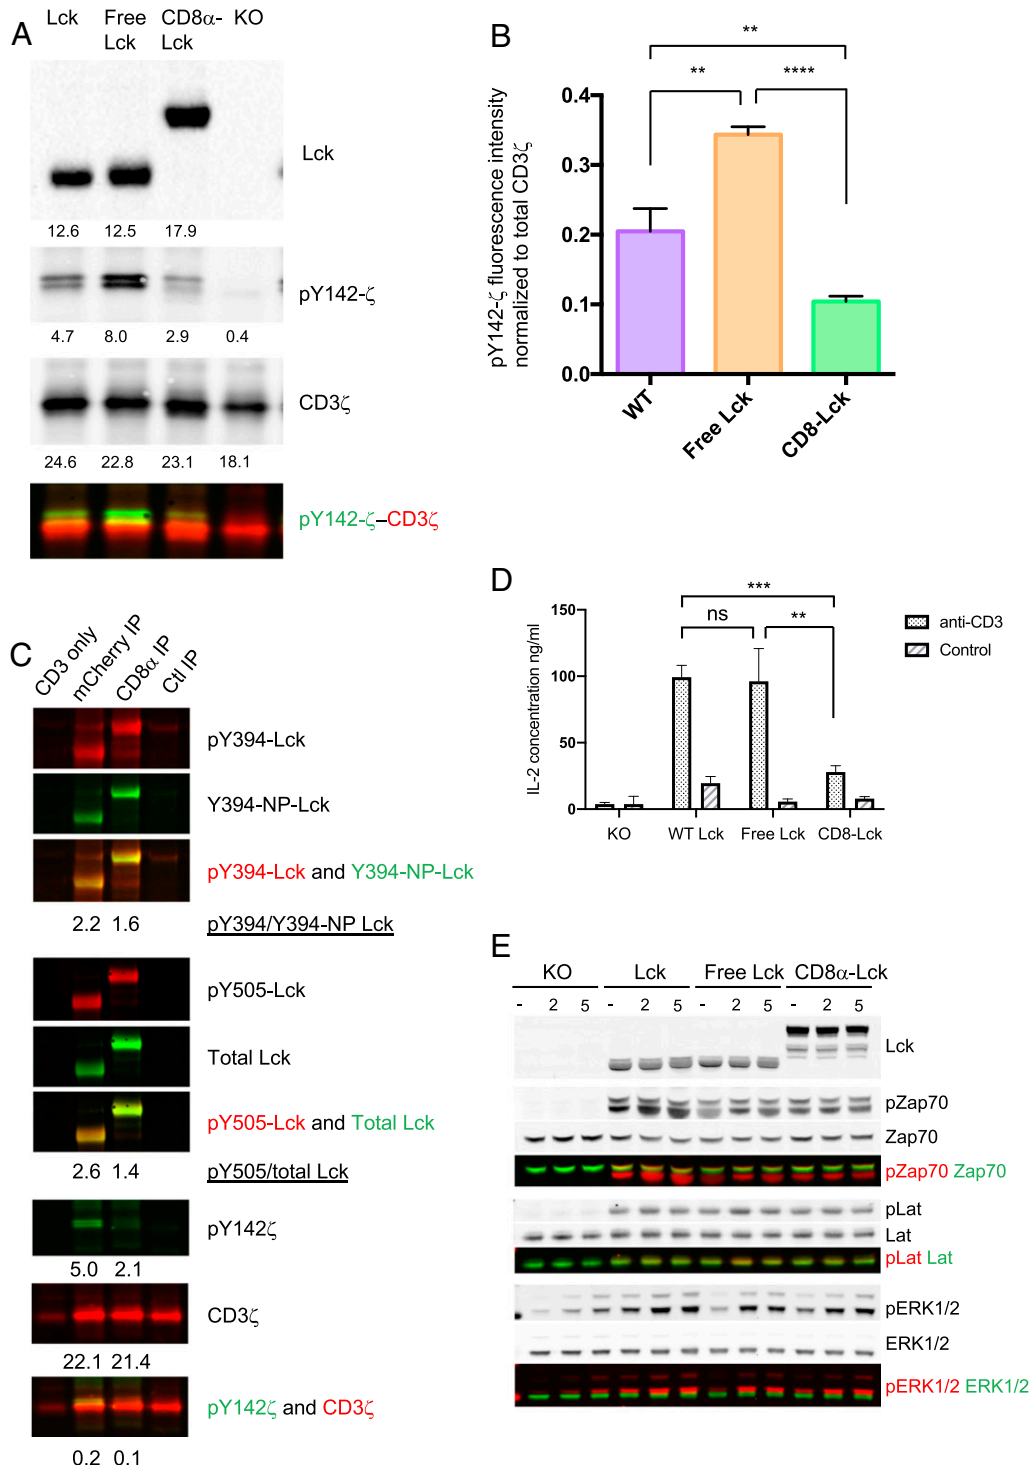 A
Lck Free Lck CD8α-Lck KO
Lck
12.6 12.5 17.9
pY142-ζ
4.7 8.0 2.9 0.4
CD3ζ
24.6 22.8 23.1 18.1
pY142-ζ–CD3ζ
B
**
** ****
pY142-ζ fluorescence intensity
normalized to total CD3ζ
0.4
0.3
0.2
0.1
0.0
WT Free Lck CD8-Lck
C
CD3 only mCherry IP CD8α IP Ctl IP
pY394-Lck
Y394-NP-Lck
pY394-Lck and Y394-NP-Lck
2.2 1.6 pY394/Y394-NP Lck
pY505-Lck
Total Lck
pY505-Lck and Total Lck
2.6 1.4 pY505/total Lck
pY142ζ
5.0 2.1
CD3ζ
22.1 21.4
pY142ζ and CD3ζ
0.2 0.1
D
***
ns **
anti-CD3
Control
IL-2 concentration ng/ml
150
100
50
0
KO WT Lck Free Lck CD8-Lck
E
KO Lck Free Lck CD8α-Lck
- 2 5 - 2 5 - 2 5 - 2 5
Lck
pZap70
Zap70
pZap70 Zap70
pLat
Lat
pLat Lat
pERK1/2
ERK1/2
pERK1/2 ERK1/2